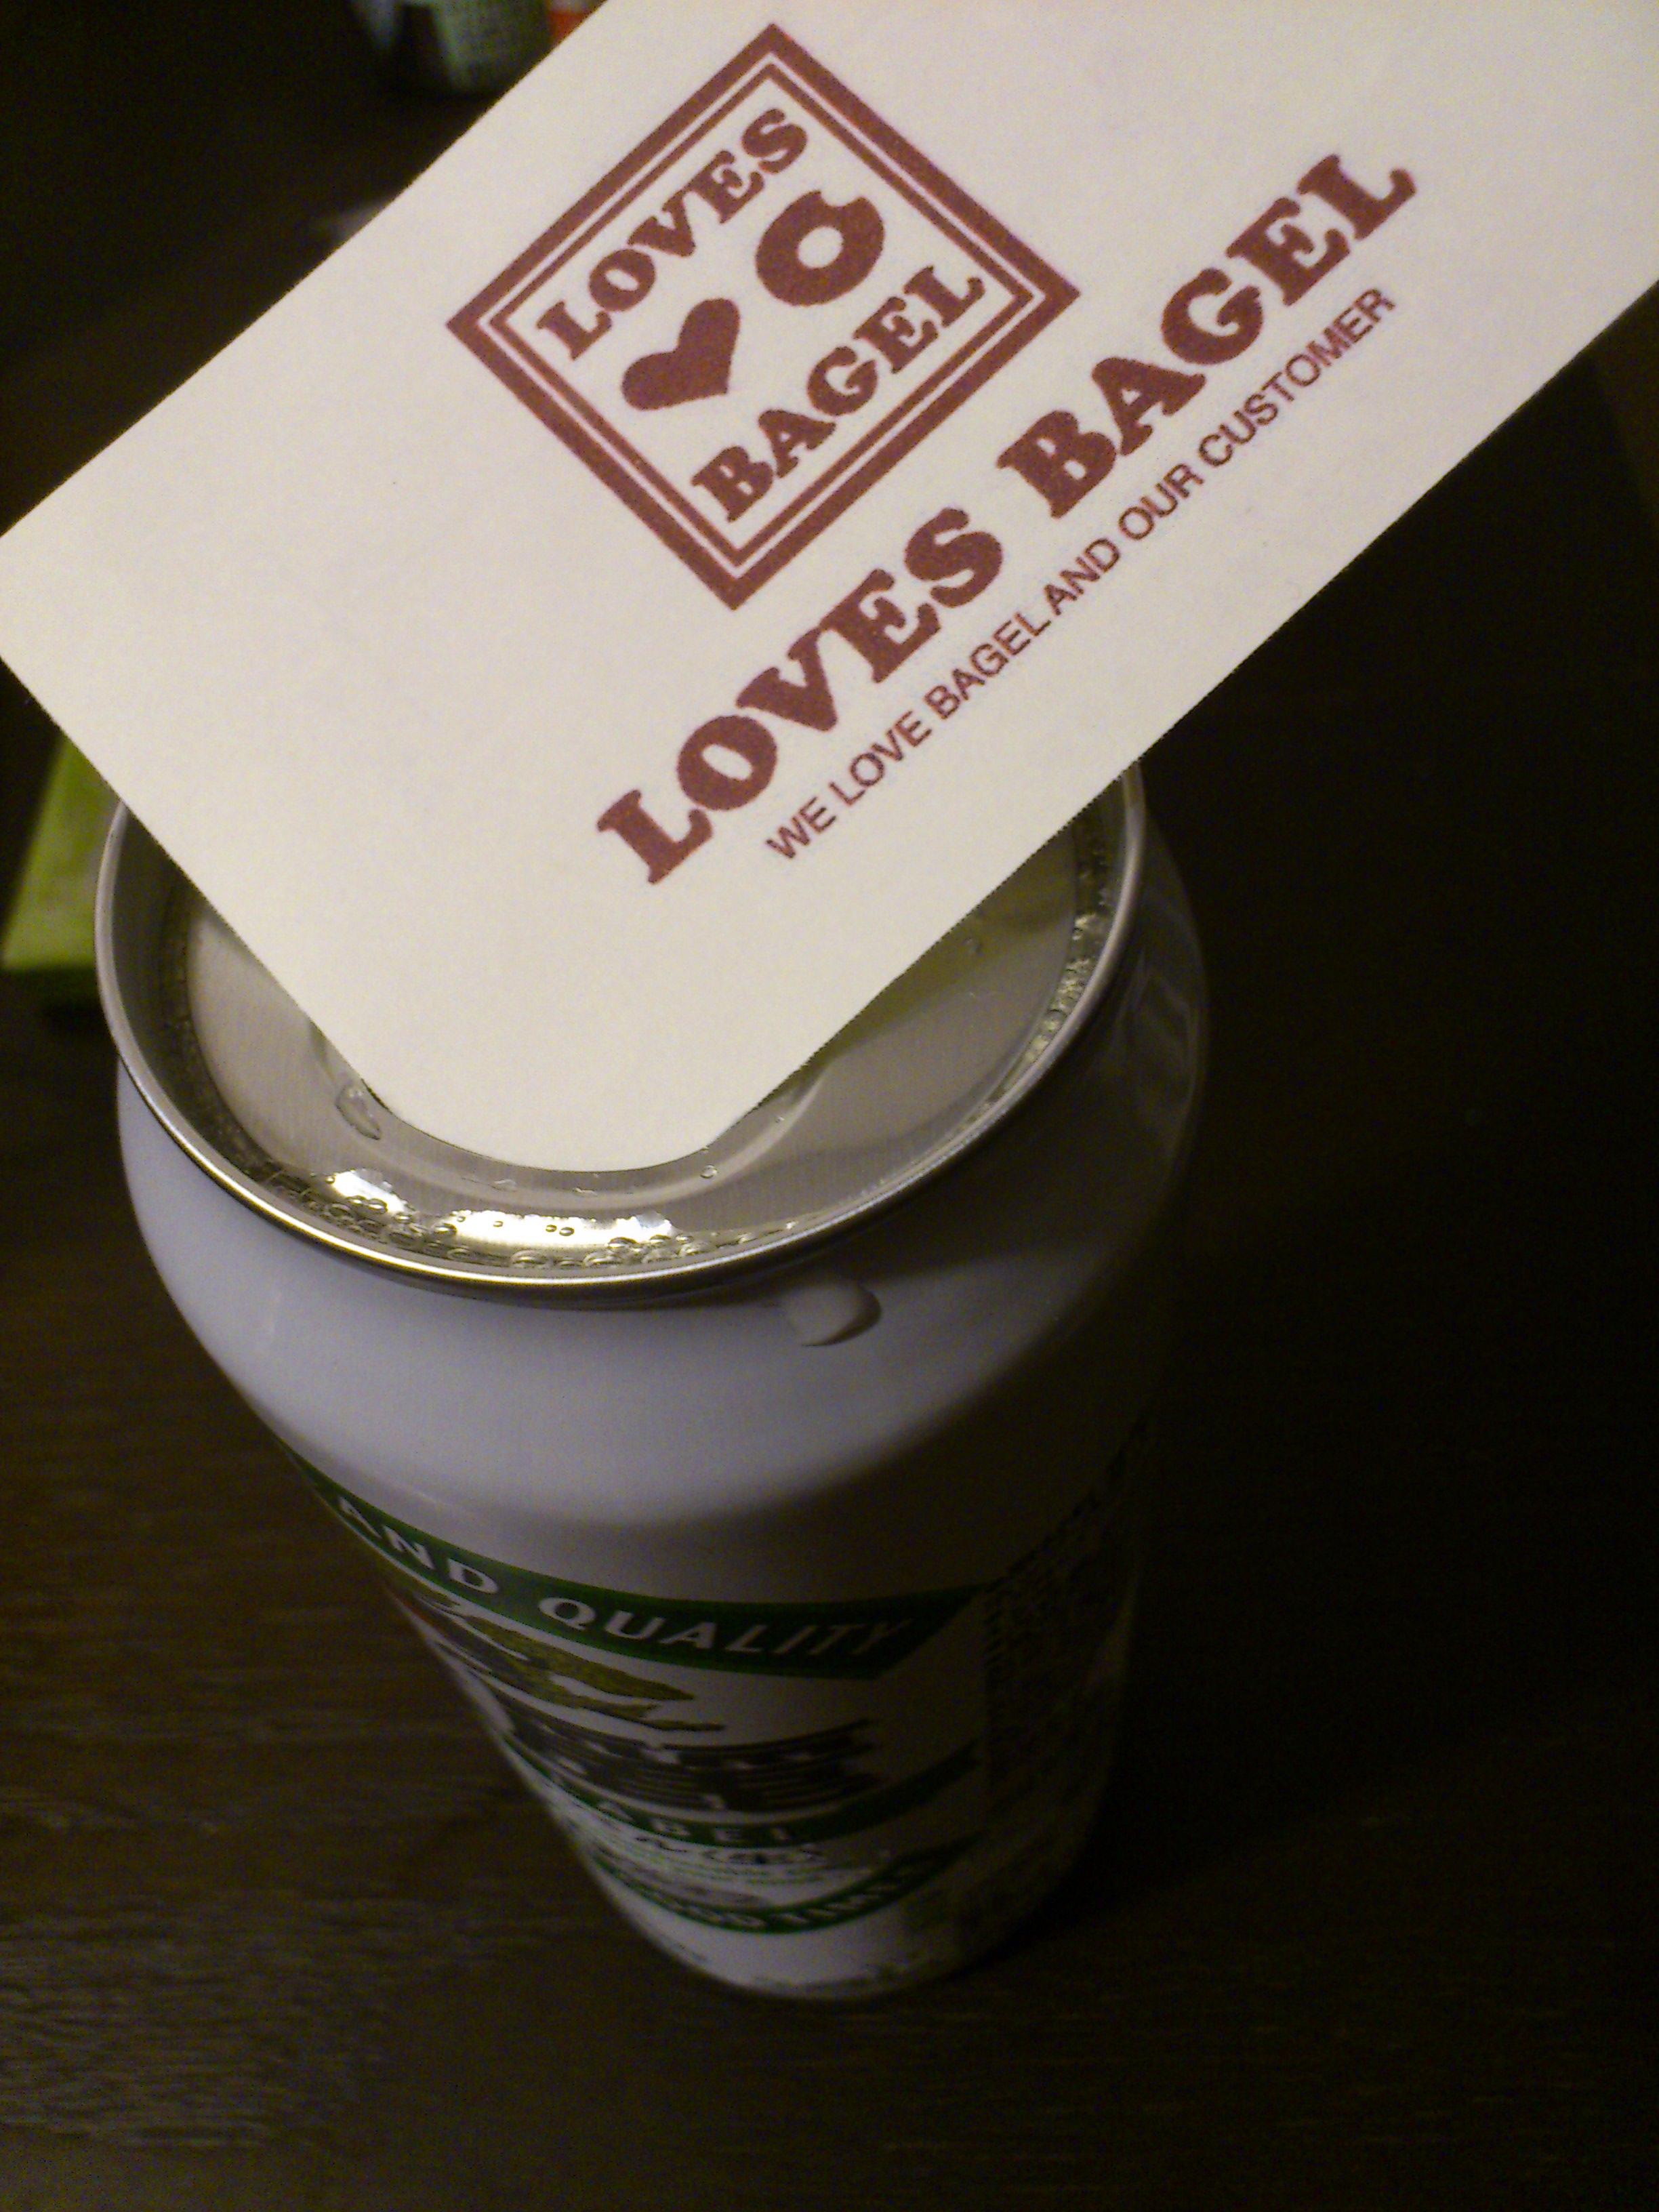 LOVES
BAGEL
LOVES BAGEL
WE LOVE BAGEL AND OUR CUSTOMER
AND QUALITY